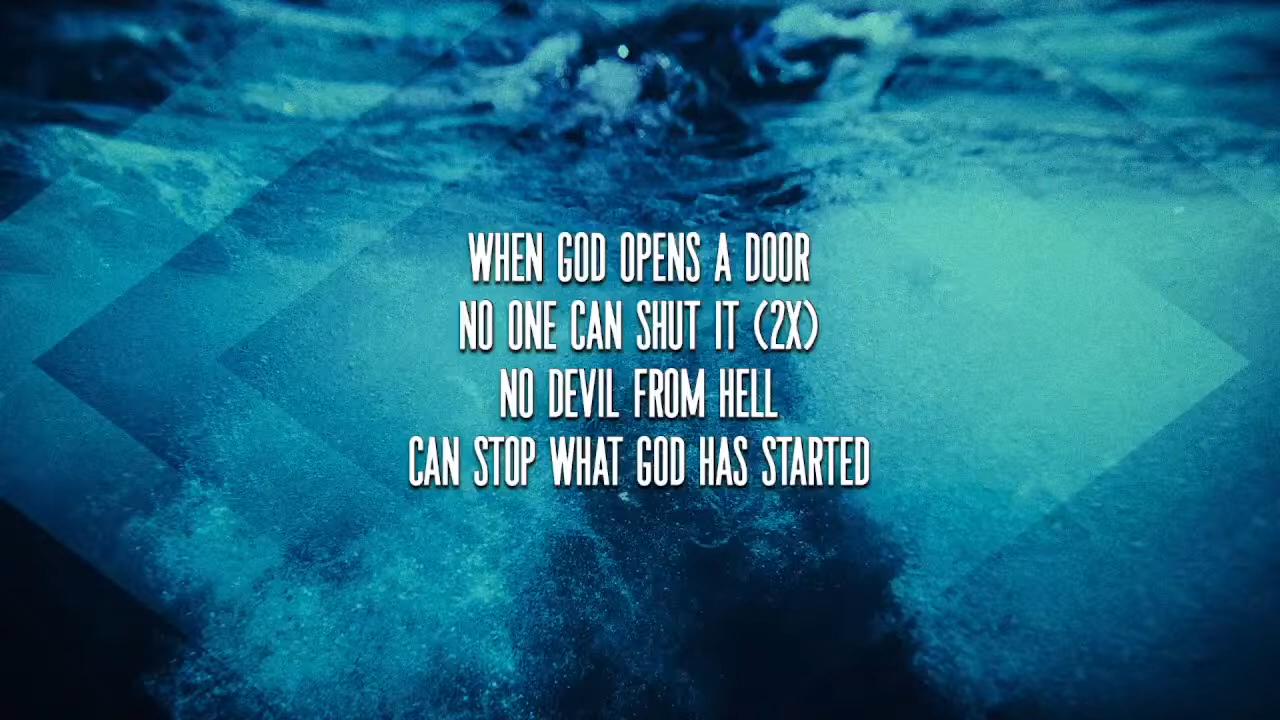 WHEN GOD OPENS A DOOR
NO ONE CAN SHUT IT (2X)
NO DEVIL FROM HELL
CAN STOP WHAT GOD HAS STARTED